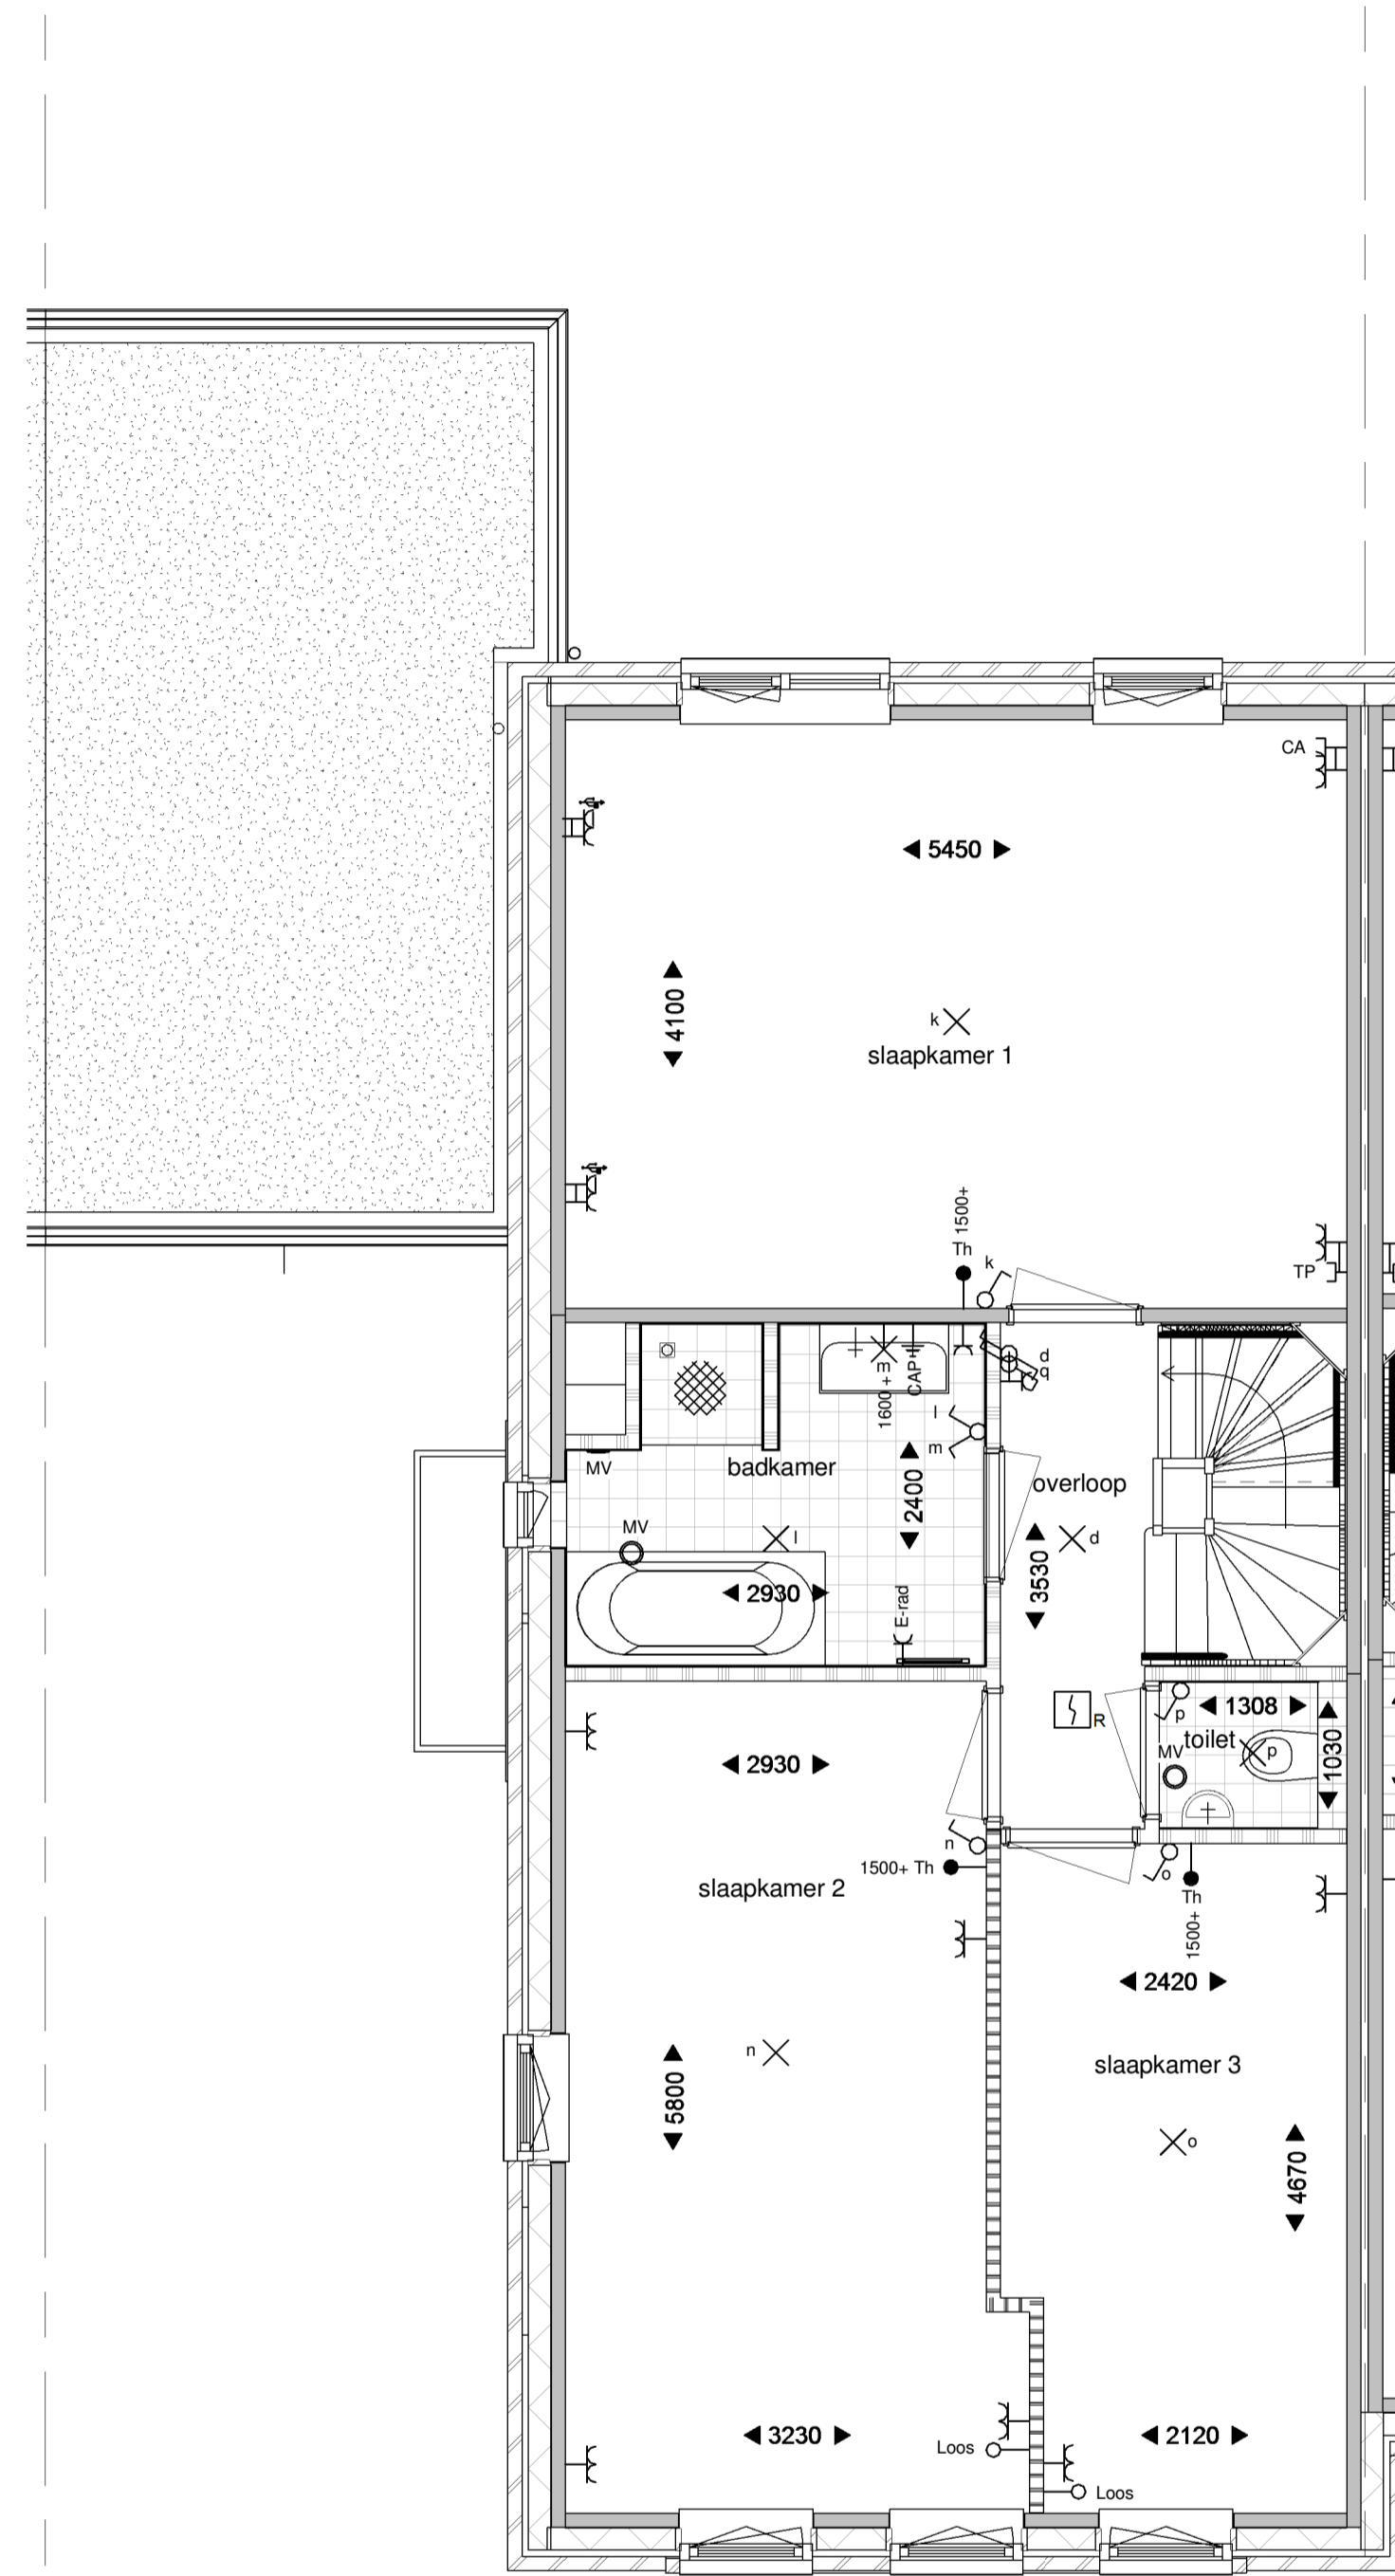 CA
5450
4100
k
slaapkamer 1
1500+
Th
k
TP
d
q
m
1600 +
CAP
l
m
MV
badkamer
2400
overloop
MV
l
d
3530
2930
E-rad
R
p
1308
toilet
MV
p
1030
2930
n
1500+ Th
slaapkamer 2
o
Th
1500+
2420
n
slaapkamer 3
5800
o
4670
3230
2120
Loos
Loos